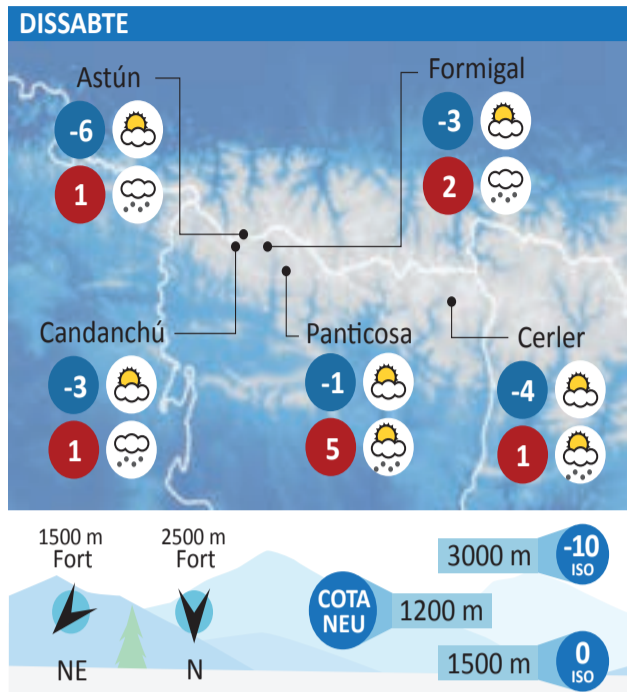 DISSABTE
Astún
-6
1
Formigal
-3
2
Candanchú
-3
1
Panticosa
-1
5
Cerler
-4
1
1500 m
Fort
NE
2500 m
Fort
N
COTA
NEU
1200 m
3000 m
-10
ISO
1500 m
0
ISO